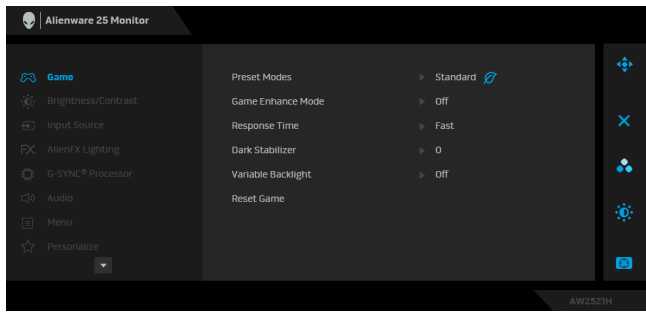 Alienware 25 Monitor
Game
Brightness/Contrast
Input Source
AlienFX Lighting
G-SYNC® Processor
Audio
Menu
Personalize
Preset Modes Standard
Game Enhance Mode Off
Response Time Fast
Dark Stabilizer 0
Variable Backlight Off
Reset Game
AW2521H